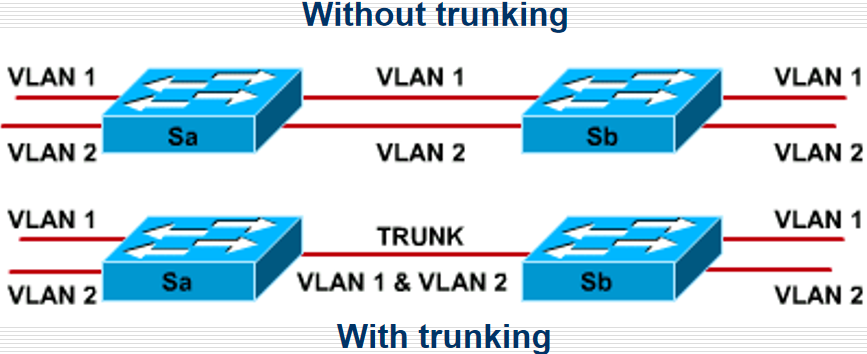 Without trunking
VLAN 1 VLAN 1 VLAN 1
Sa Sb
VLAN 2 VLAN 2 VLAN 2
VLAN 1 TRUNK VLAN 1
Sa VLAN 1 & VLAN 2 Sb
VLAN 2 VLAN 2
With trunking